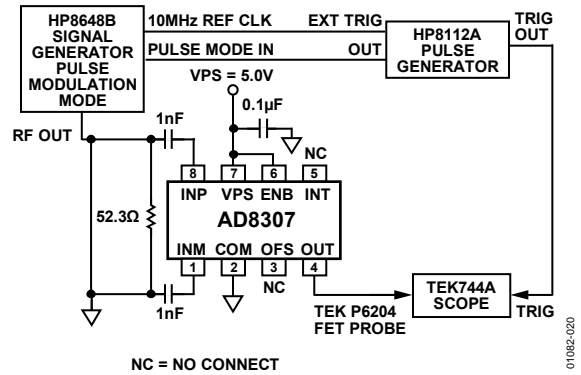 HP8648B
SIGNAL
GENERATOR
PULSE
MODULATION
MODE
10MHz REF CLK
EXT TRIG
PULSE MODE IN
OUT
HP8112A
PULSE
GENERATOR
TRIG
OUT
VPS = 5.0V
0.1µF
1nF
RF OUT
NC
8
7
6
5
INP
VPS
ENB
INT
52.3Ω
AD8307
INM
COM
OFS
OUT
1
2
3
4
NC
1nF
TEK P6204
FET PROBE
TEK744A
SCOPE
TRIG
NC = NO CONNECT
01082-020